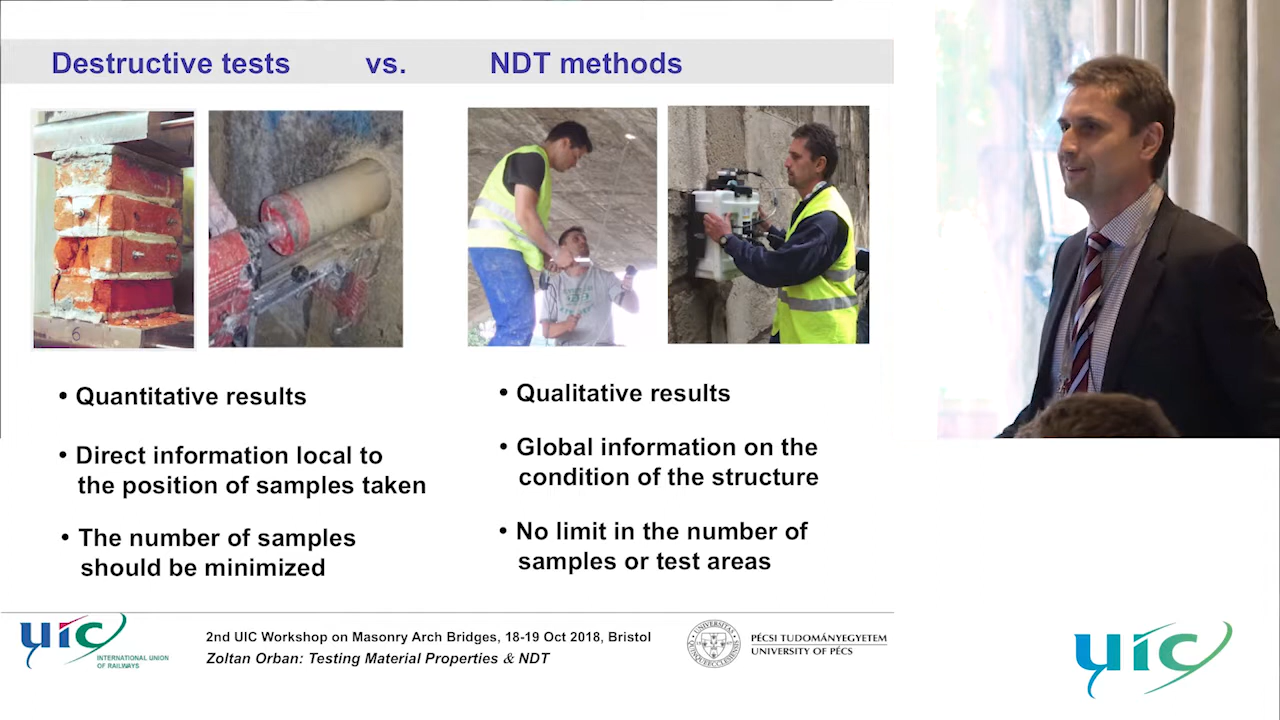 Destructive tests vs. NDT methods
6
• Quantitative results
• Direct information local to
the position of samples taken
• The number of samples
should be minimized
• Qualitative results
• Global information on the
condition of the structure
• No limit in the number of
samples or test areas
uic
INTERNATIONAL UNION
OF RAILWAYS
2nd UIC Workshop on Masonry Arch Bridges, 18-19 Oct 2018, Bristol
Zoltan Orban: Testing Material Properties & NDT
PÉCSI TUDOMÁNYEGYETEM
UNIVERSITY OF PÉCS
uic